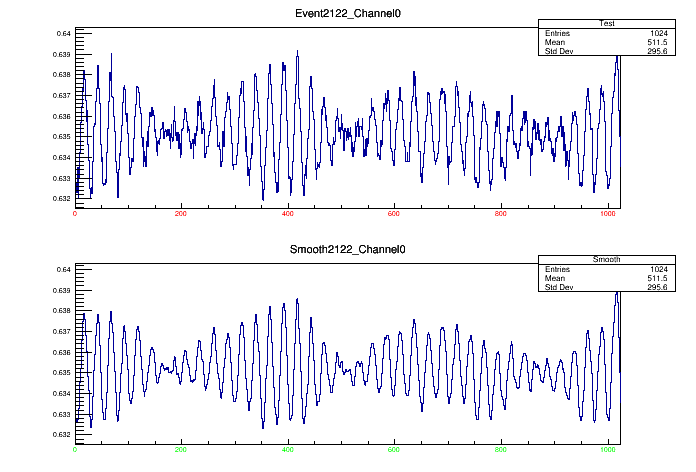 Event2122_Channel0
Test
Entries 1024
Mean 511.5
Std Dev 295.6
0.64
0.639
0.638
0.637
0.636
0.635
0.634
0.633
0.632
0 200 400 600 800 1000
Smooth2122_Channel0
Smooth
Entries 1024
Mean 511.5
Std Dev 295.6
0.64
0.639
0.638
0.637
0.636
0.635
0.634
0.633
0.632
0 200 400 600 800 1000